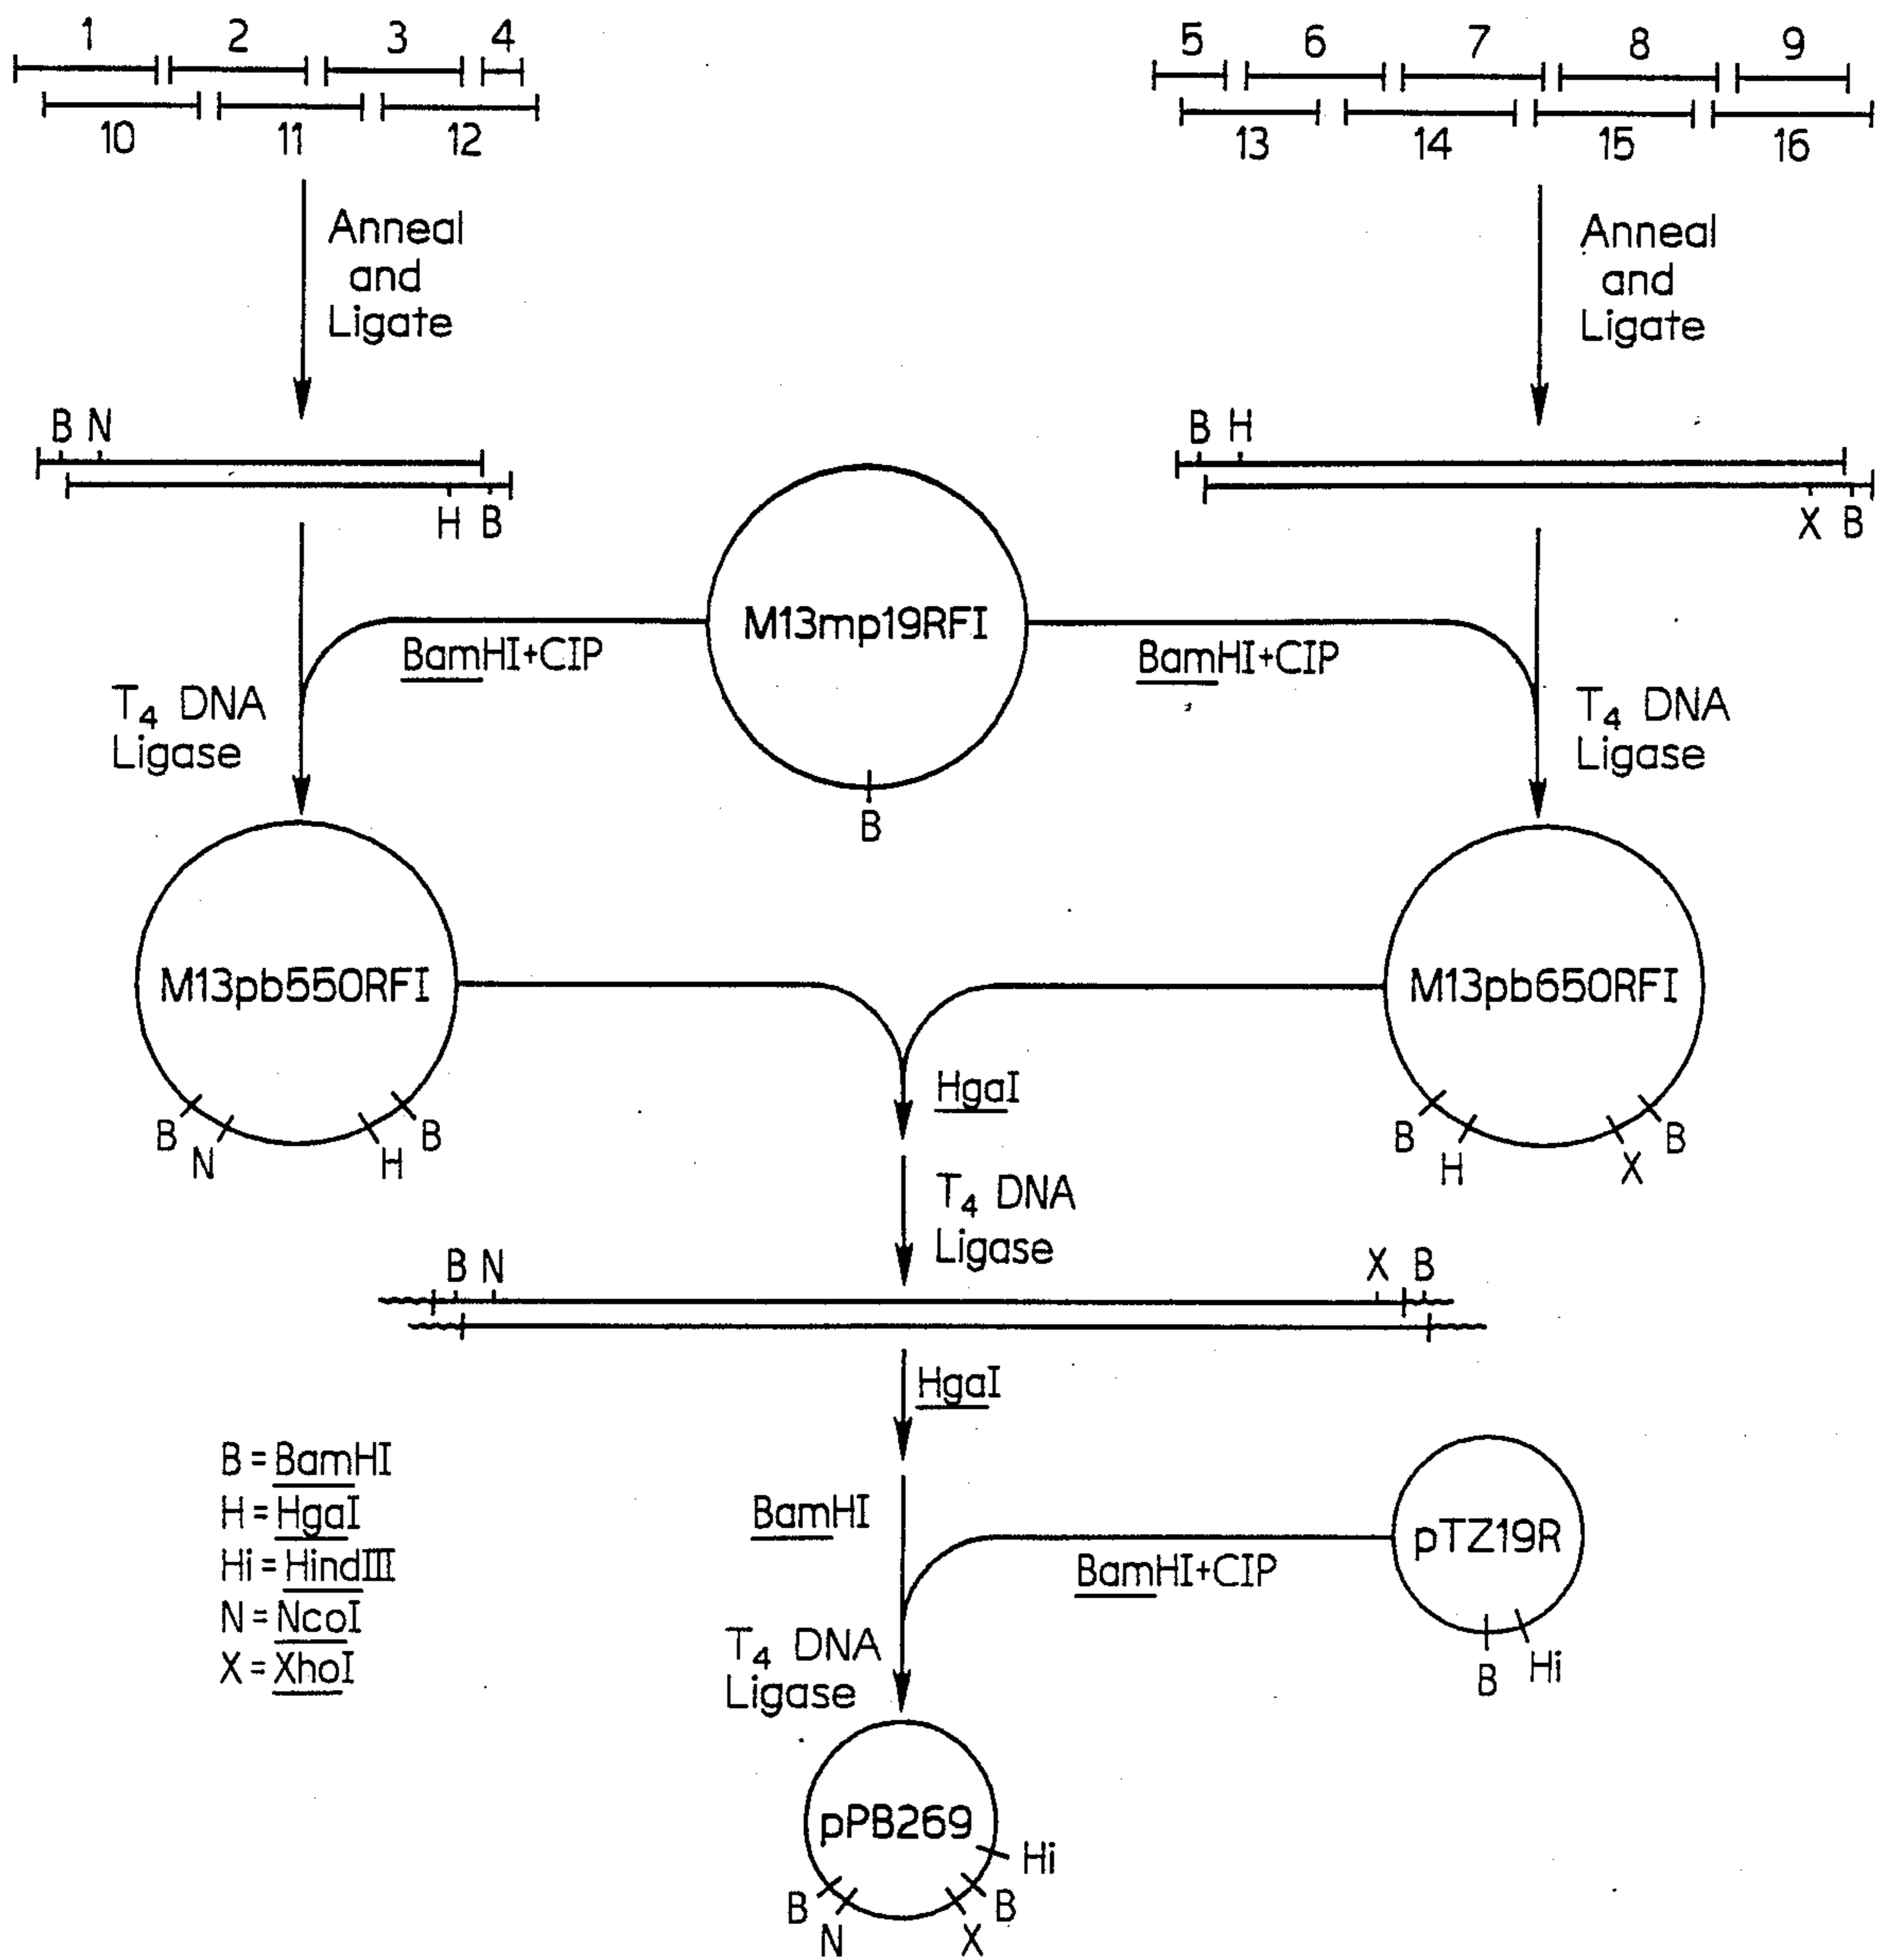 1 2 3 4
10 11 12
5 6 7 8 9
13 14 15 16
Anneal
and
Ligate
Anneal
and
Ligate
B N
H B
B H
X B
M13mp19RFI
B
BamHI+CIP
BamHI+CIP
T4 DNA
Ligase
T4 DNA
Ligase
M13pb550RFI
B N H B
M13pb650RFI
B H X B
HgaI
T4 DNA
Ligase
B N X B
HgaI
B = BamHI
H = HgaI
Hi = HindIII
N = NcoI
X = XhoI
BamHI
BamHI+CIP
pTZ19R
B Hi
T4 DNA
Ligase
pPB269
Hi
B N X B